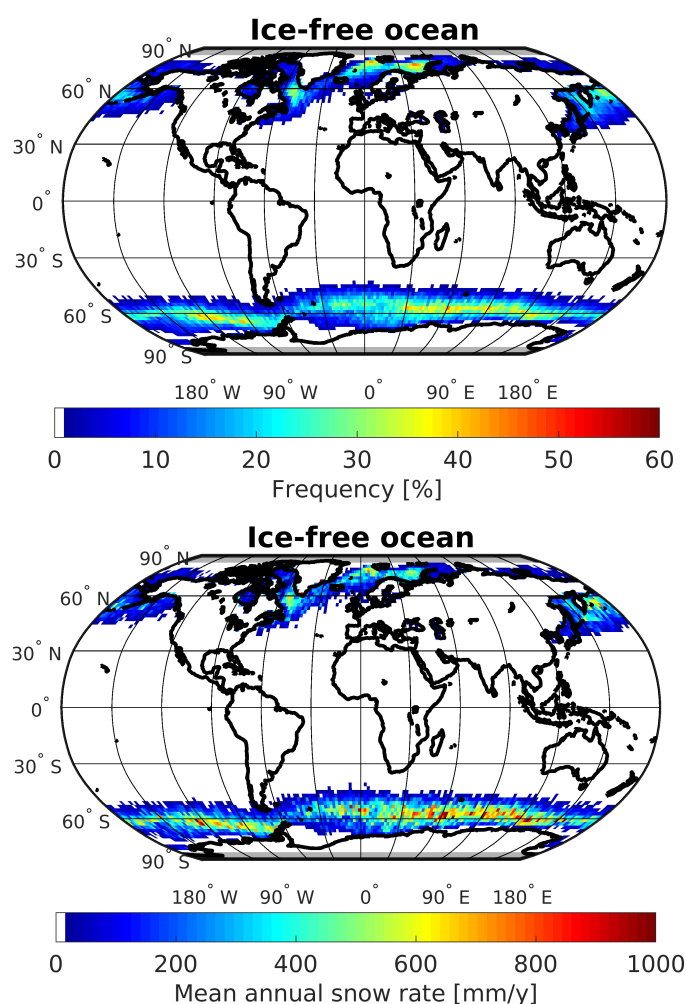 Ice-free ocean
90° N
60° N
30° N
0°
30° S
60° S
90° S
180° W 90° W 0° 90° E 180° E
0 10 20 30 40 50 60
Frequency [%]
Ice-free ocean
90° N
60° N
30° N
0°
30° S
60° S
90° S
180° W 90° W 0° 90° E 180° E
0 200 400 600 800 1000
Mean annual snow rate [mm/y]